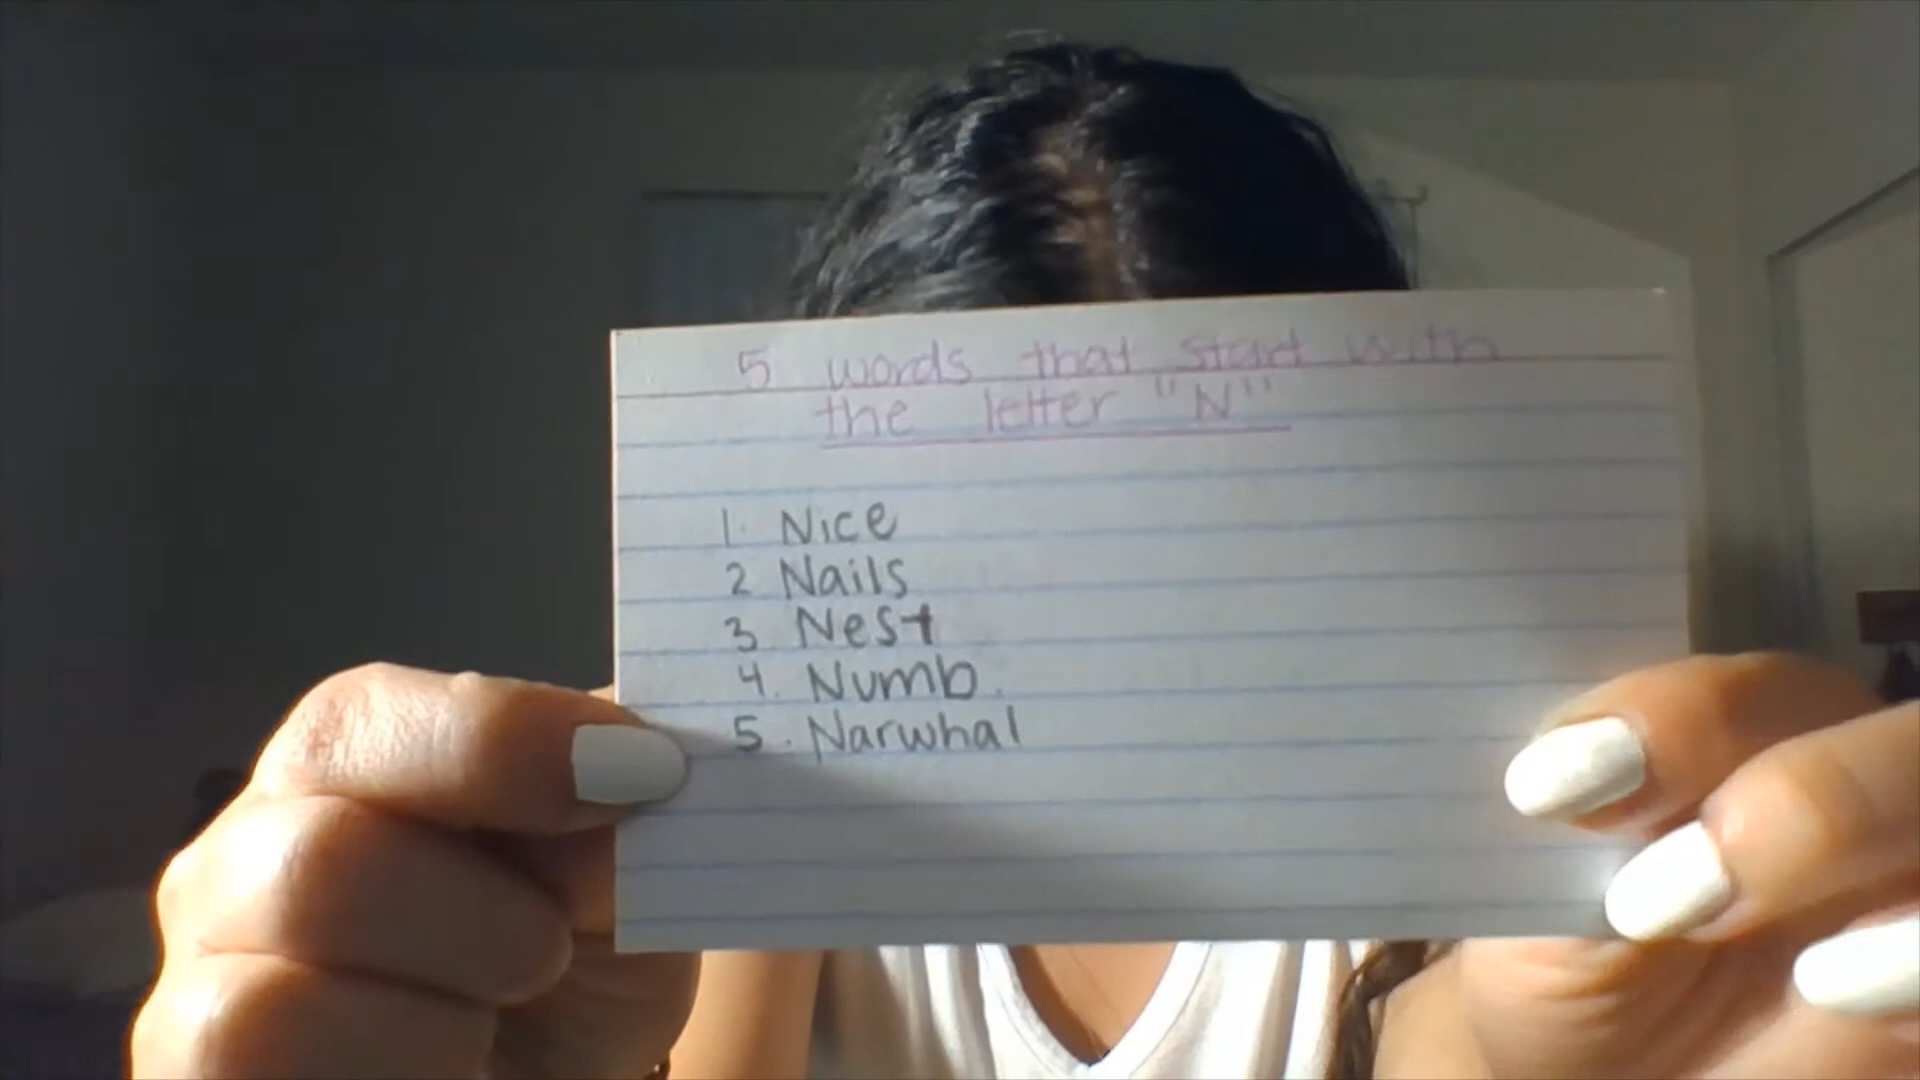 5 words that start with
the letter "N"
1. Nice
2 Nails
3. Nest
4. Numb.
5. Narwhal